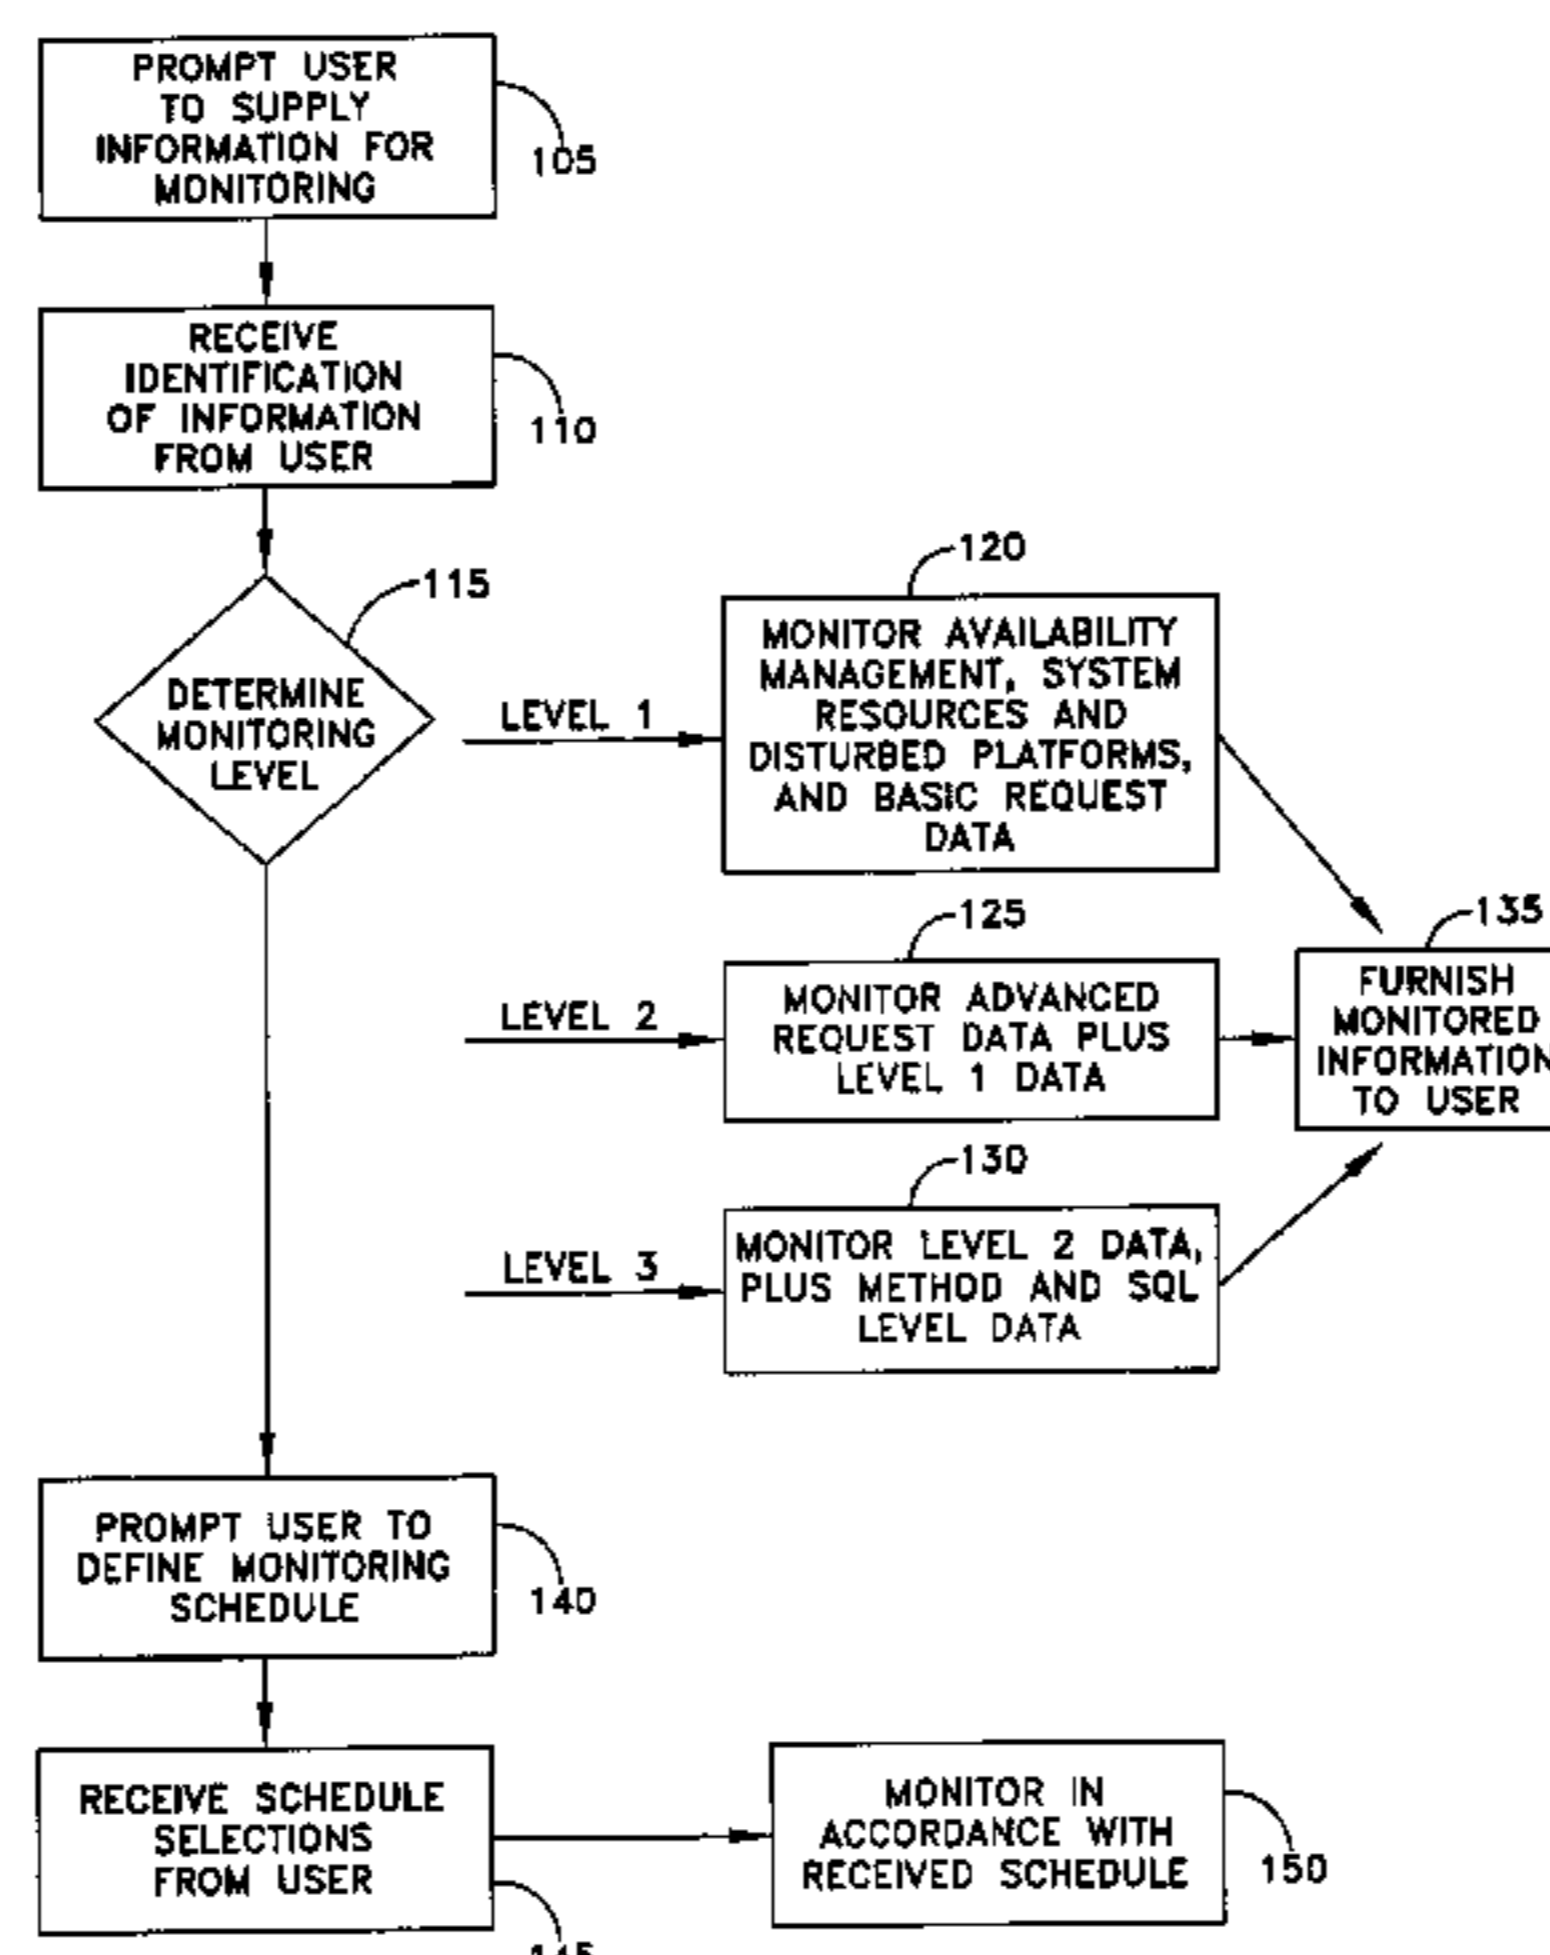 PROMPT USER
TO SUPPLY
INFORMATION FOR
MONITORING
105
RECEIVE
IDENTIFICATION
OF INFORMATION
FROM USER
110
115
DETERMINE
MONITORING
LEVEL
LEVEL 1
120
MONITOR AVAILABILITY
MANAGEMENT, SYSTEM
RESOURCES AND
DISTURBED PLATFORMS,
AND BASIC REQUEST
DATA
LEVEL 2
125
MONITOR ADVANCED
REQUEST DATA PLUS
LEVEL 1 DATA
135
FURNISH
MONITORED
INFORMATION
TO USER
LEVEL 3
130
MONITOR LEVEL 2 DATA,
PLUS METHOD AND SQL
LEVEL DATA
PROMPT USER TO
DEFINE MONITORING
SCHEDULE
140
RECEIVE SCHEDULE
SELECTIONS
FROM USER
MONITOR IN
ACCORDANCE WITH
RECEIVED SCHEDULE
150